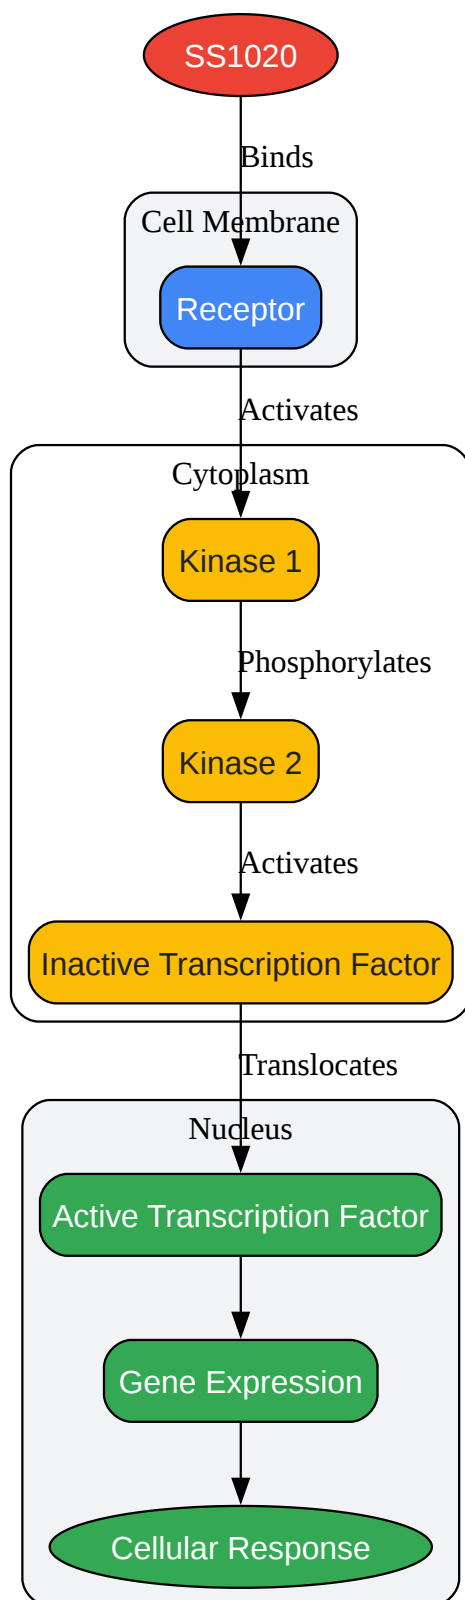 SS1020
Binds
Cell Membrane
Receptor
Activates
Cytoplasm
Kinase 1
Phosphorylates
Kinase 2
Activates
Inactive Transcription Factor
Translocates
Nucleus
Active Transcription Factor
Gene Expression
Cellular Response